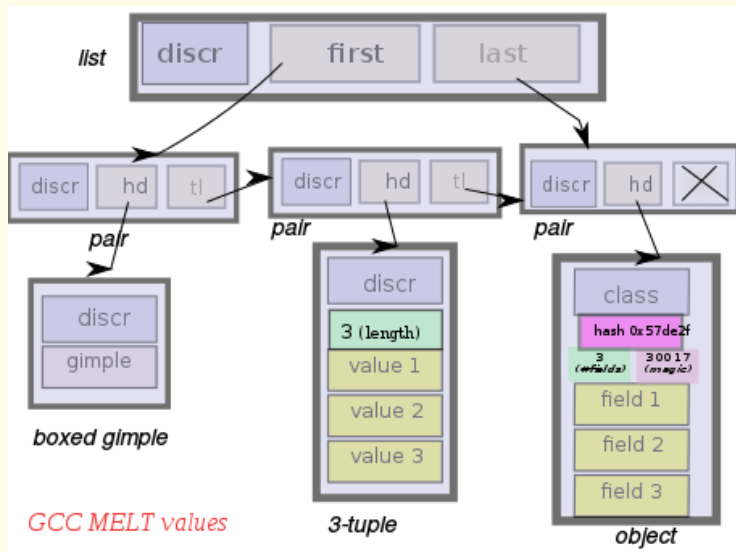 list
discr first last
discr hd tl
discr hd tl
discr hd
pair
pair
pair
discr
gimple
boxed gimple
discr
3 (length)
value 1
value 2
value 3
3-tuple
class
hash 0x57de2f
3 (#fields)
30017 (magic)
field 1
field 2
field 3
object
GCC MELT values